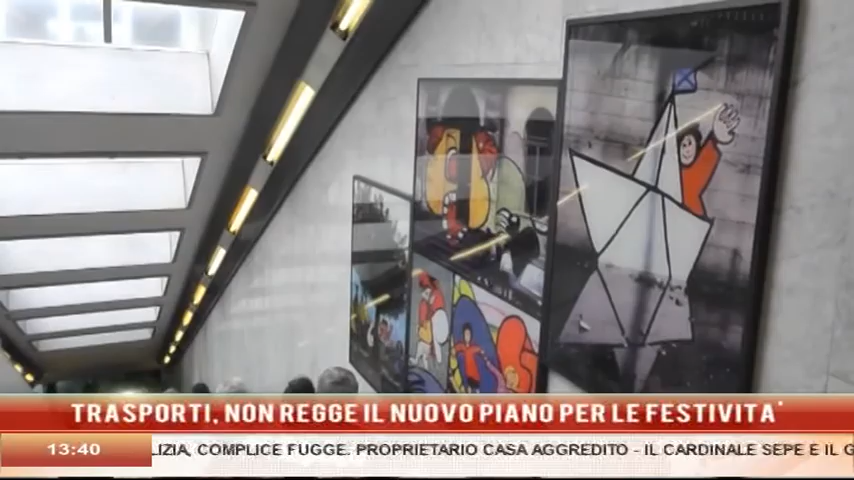 TRASPORTI, NON REGGE IL NUOVO PIANO PER LE FESTIVITA'
13:40
LIZIA, COMPLICE FUGGE. PROPRIETARIO CASA AGGREDITO - IL CARDINALE SEPE E IL G